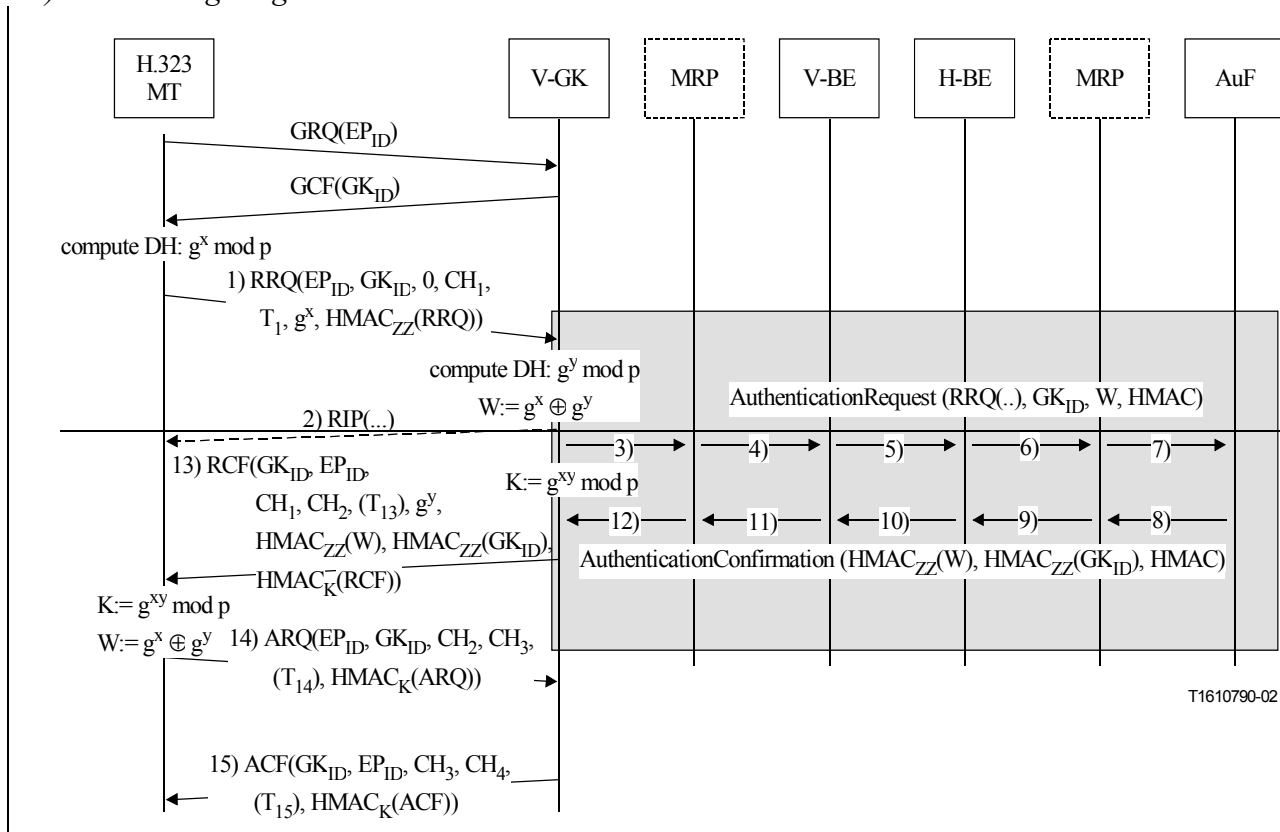 H.323
MT
V-GK
MRP
V-BE
H-BE
MRP
AuF
GRQ(EP_ID)
GCF(GK_ID)
compute DH: g^x mod p
1) RRQ(EP_ID, GK_ID, 0, CH_1,
T_1, g^x, HMAC_ZZ(RRQ))
compute DH: g^y mod p
W:= g^x ⊕ g^y
AuthenticationRequest (RRQ(..), GK_ID, W, HMAC)
2) RIP(...)
3)
4)
5)
6)
7)
13) RCF(GK_ID, EP_ID,
CH_1, CH_2, (T_13), g^y,
HMAC_ZZ(W), HMAC_ZZ(GK_ID),
HMAC_K(RCF))
K:= g^xy mod p
12)
11)
10)
9)
8)
AuthenticationConfirmation (HMAC_ZZ(W), HMAC_ZZ(GK_ID), HMAC)
K:= g^xy mod p
W:= g^x ⊕ g^y
14) ARQ(EP_ID, GK_ID, CH_2, CH_3,
(T_14), HMAC_K(ARQ))
T1610790-02
15) ACF(GK_ID, EP_ID, CH_3, CH_4,
(T_15), HMAC_K(ACF))